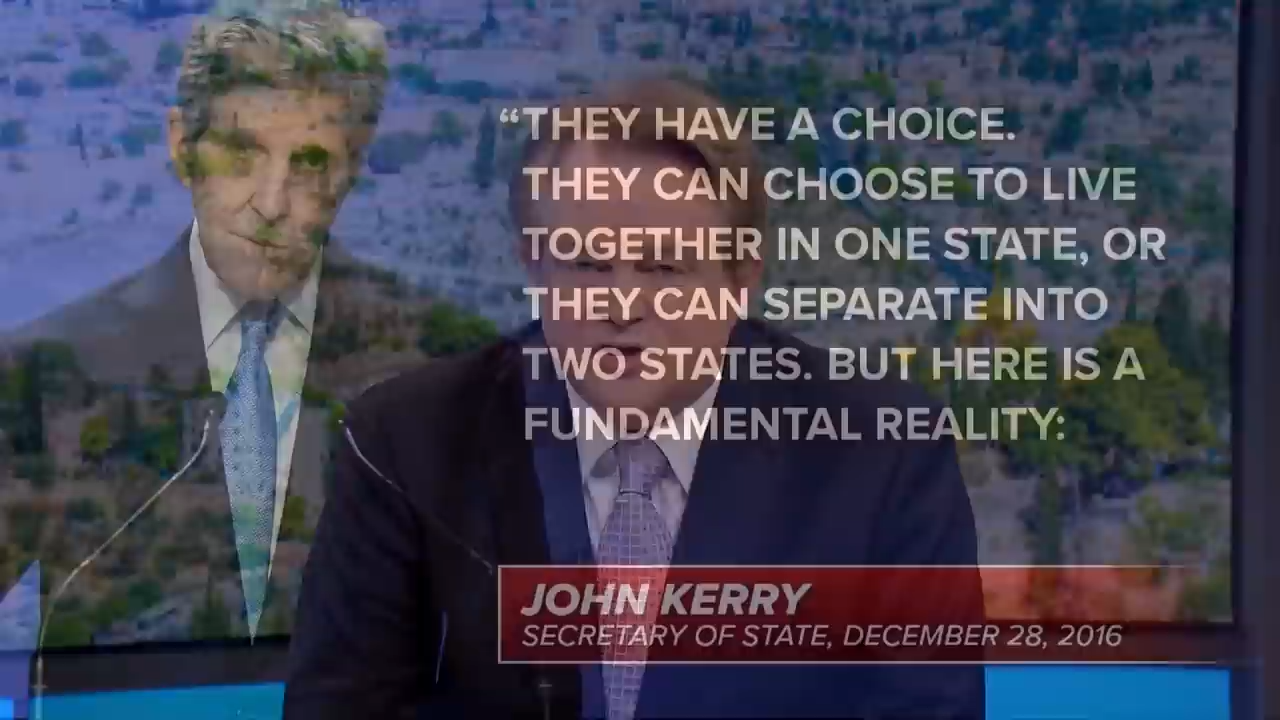 “THEY HAVE A CHOICE.
THEY CAN CHOOSE TO LIVE
TOGETHER IN ONE STATE, OR
THEY CAN SEPARATE INTO
TWO STATES. BUT HERE IS A
FUNDAMENTAL REALITY:
JOHN KERRY
SECRETARY OF STATE, DECEMBER 28, 2016